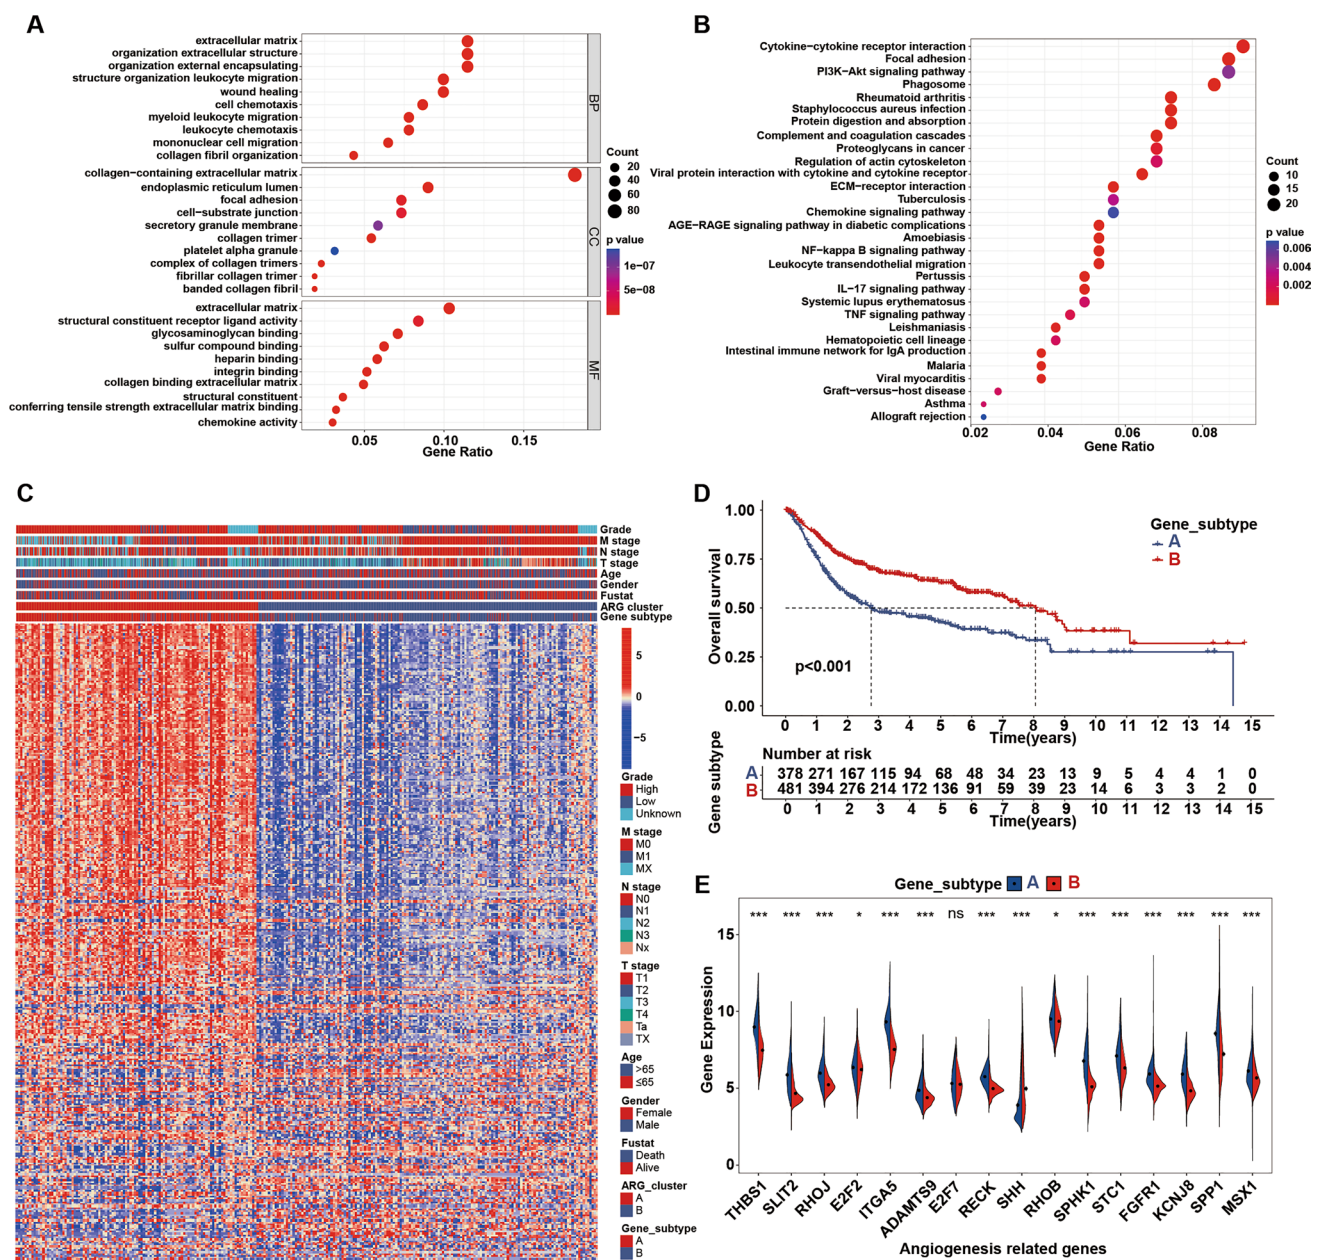 A
extracellular matrix
organization extracellular structure
organization external encapsulating
structure organization leukocyte migration
wound healing
cell chemotaxis
myeloid leukocyte migration
leukocyte chemotaxis
mononuclear cell migration
collagen fibril organization
BP
collagen−containing extracellular matrix
endoplasmic reticulum lumen
focal adhesion
cell−substrate junction
secretory granule membrane
collagen trimer
platelet alpha granule
complex of collagen trimers
fibrillar collagen trimer
banded collagen fibril
CC
extracellular matrix
structural constituent receptor ligand activity
glycosaminoglycan binding
sulfur compound binding
heparin binding
integrin binding
collagen binding extracellular matrix
structural constituent
conferring tensile strength extracellular matrix binding
chemokine activity
MF
0.05 0.10 0.15
Gene Ratio
Count
20
40
60
80
p value
1e−07
5e−08
B
Cytokine−cytokine receptor interaction
Focal adhesion
PI3K−Akt signaling pathway
Phagosome
Rheumatoid arthritis
Staphylococcus aureus infection
Protein digestion and absorption
Complement and coagulation cascades
Proteoglycans in cancer
Regulation of actin cytoskeleton
Viral protein interaction with cytokine and cytokine receptor
ECM−receptor interaction
Tuberculosis
Chemokine signaling pathway
AGE−RAGE signaling pathway in diabetic complications
Amoebiasis
NF−kappa B signaling pathway
Leukocyte transendothelial migration
Pertussis
IL−17 signaling pathway
Systemic lupus erythematosus
TNF signaling pathway
Leishmaniasis
Hematopoietic cell lineage
Intestinal immune network for IgA production
Malaria
Viral myocarditis
Graft−versus−host disease
Asthma
Allograft rejection
0.02 0.04 0.06 0.08
Gene Ratio
Count
10
15
20
p value
0.006
0.004
0.002
C
Grade
M stage
N stage
T stage
Age
Gender
Fustat
ARG cluster
Gene subtype
5
0
−5
Grade
High
Low
Unknown
M stage
M0
M1
MX
N stage
N0
N1
N2
N3
Nx
T stage
T1
T2
T3
T4
Ta
TX
Age
>65
≤65
Gender
Female
Male
Fustat
Death
Alive
ARG_cluster
A
B
Gene_subtype
A
B
D
Overall survival
1.00
0.75
0.50
0.25
0.00
Gene_subtype
A
B
p<0.001
0 1 2 3 4 5 6 7 8 9 10 11 12 13 14 15
Time(years)
Gene subtype
Number at risk
A 378 271 167 115 94 68 48 34 23 13 9 5 4 4 1 0
B 481 394 276 214 172 136 91 59 39 23 14 6 3 3 2 0
0 1 2 3 4 5 6 7 8 9 10 11 12 13 14 15
Time(years)
E
Gene_subtype A B
*** *** *** * *** *** ns *** *** * *** *** *** *** *** ***
Gene Expression
15
10
5
0
THBS1 SLIT2 RHOJ E2F2 ITGA5 ADAMTS9 E2F7 RECK SHH RHOB SPHK1 STC1 FGFR1 KCNJ8 SPP1 MSX1
Angiogenesis related genes